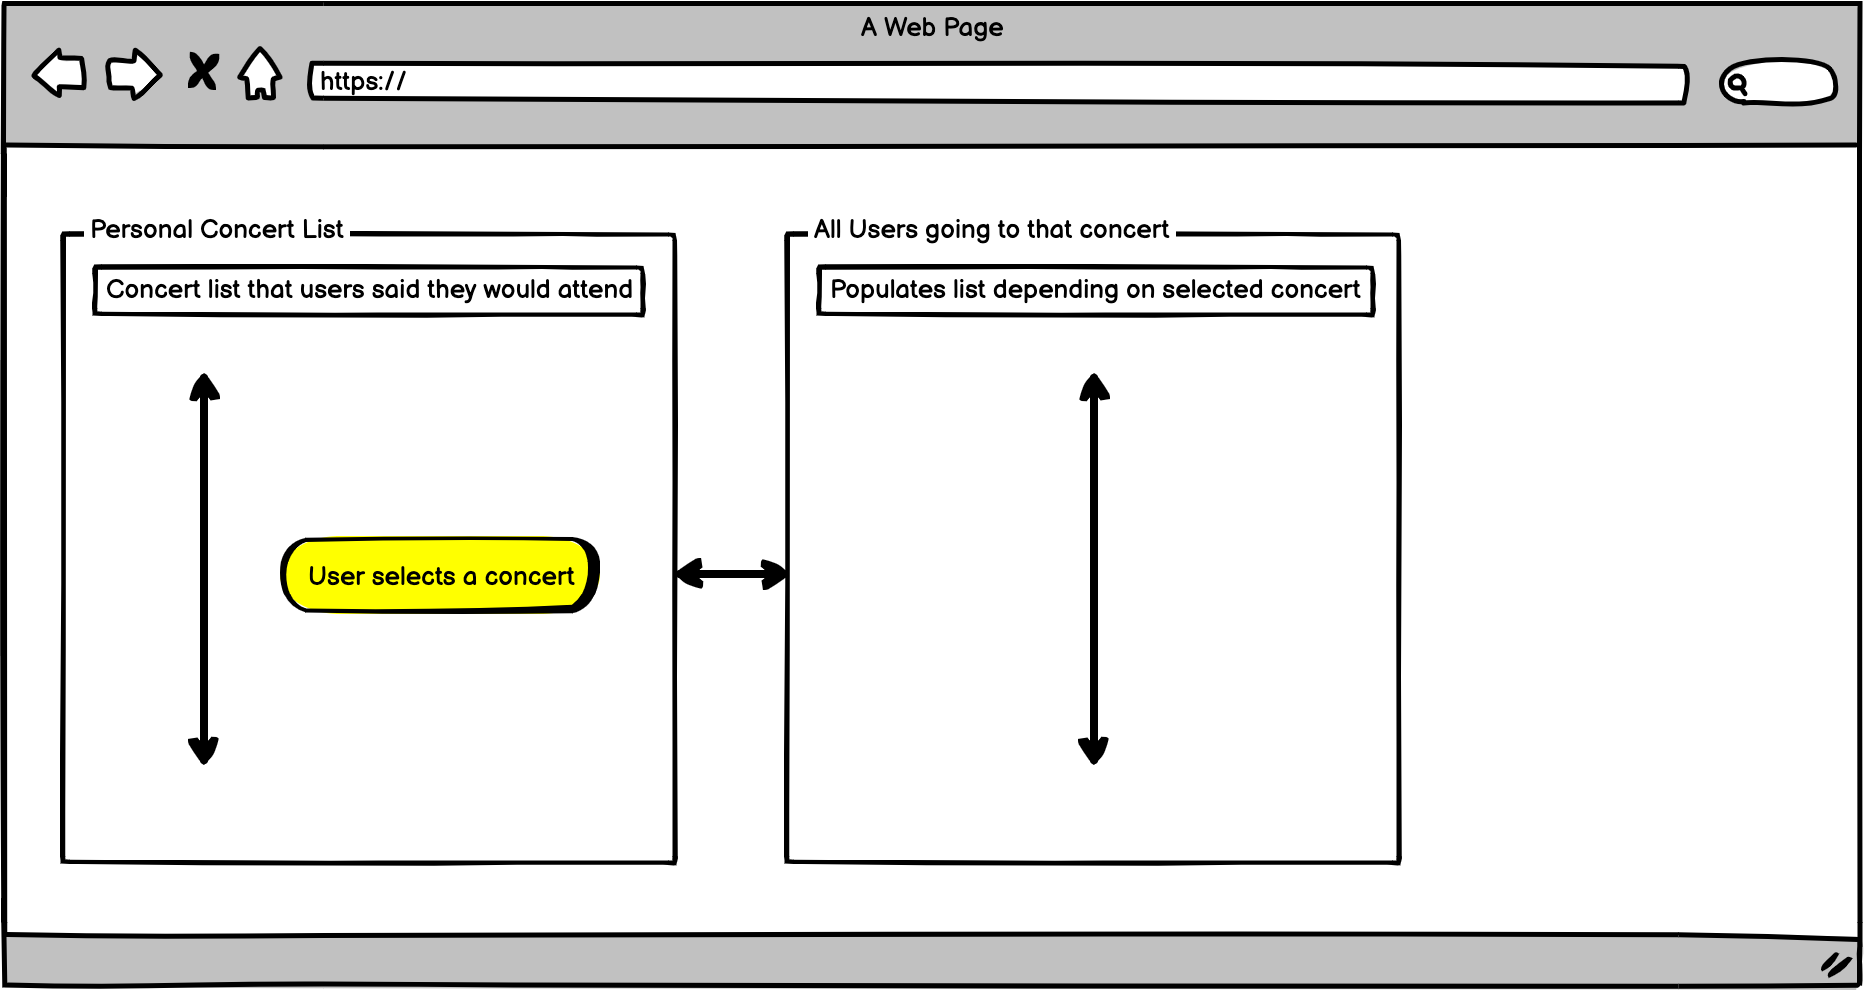 A Web Page
https://
Personal Concert List
All Users going to that concert
Concert list that users said they would attend
Populates list depending on selected concert
User selects a concert